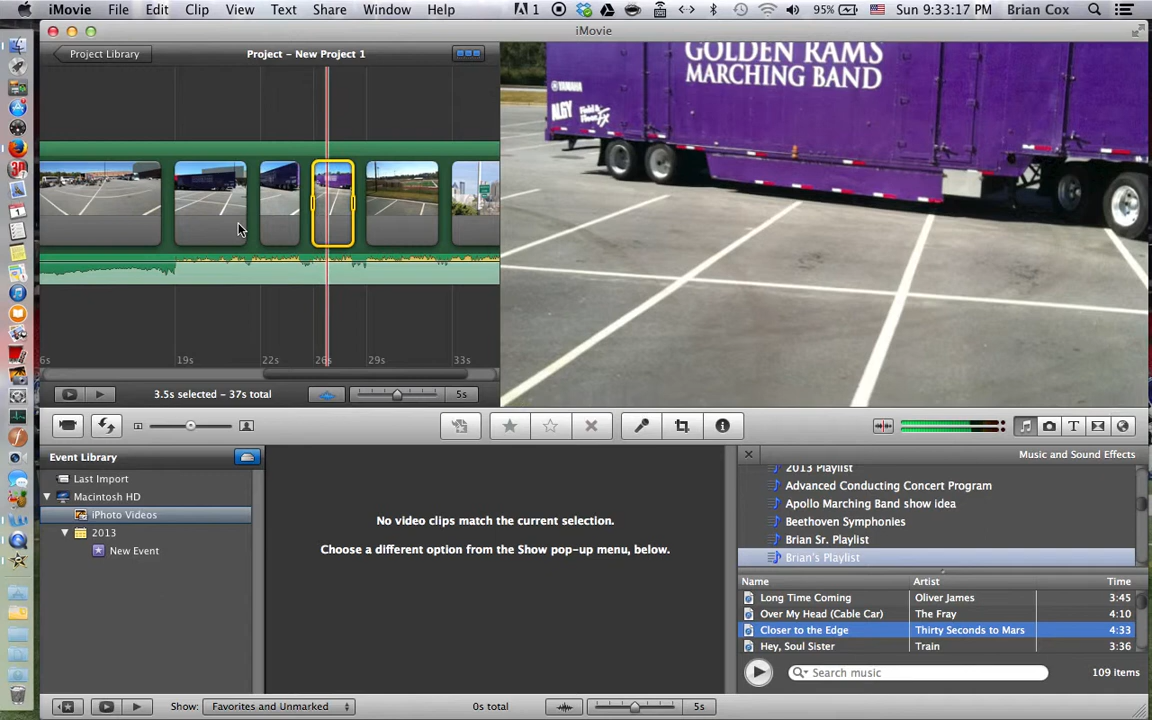 iMovie File Edit Clip View Text Share Window Help 1 95% Sun 9:33:17 PM Brian Cox
iMovie
Project Library
Project – New Project 1
GOLDEN RAMS
MARCHING BAND
YAMAHA
ALGY
6s 19s 22s 26s 29s 33s
3.5s selected – 37s total
5s
Event Library
Last Import
Macintosh HD
iPhoto Videos
2013
New Event
No video clips match the current selection.
Choose a different option from the Show pop-up menu, below.
Music and Sound Effects
2013 Playlist
Advanced Conducting Concert Program
Apollo Marching Band show idea
Beethoven Symphonies
Brian Sr. Playlist
Brian's Playlist
Name Artist Time
Long Time Coming Oliver James 3:45
Over My Head (Cable Car) The Fray 4:10
Closer to the Edge Thirty Seconds to Mars 4:33
Hey, Soul Sister Train 3:36
Search music
109 items
Show: Favorites and Unmarked
0s total
5s